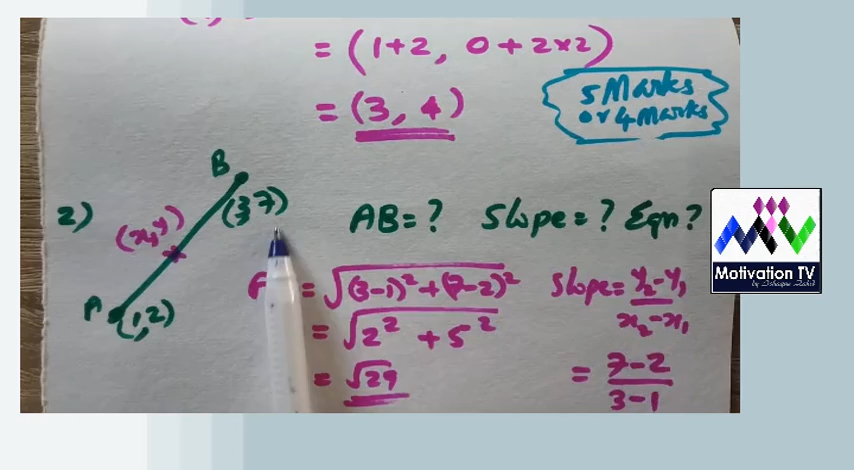 = (1+2, 0+2×2)
= (3, 4)
5 Marks
or 4 Marks
2)
B
(3,7)
(x,y)
A
(1,2)
AB = ? Slope = ? Eqn ?
= √(3-1)² + (7-2)²
= √2² + 5²
= √29
Slope = y₂-y₁
x₂-x₁
= 7-2
3-1
Motivation TV